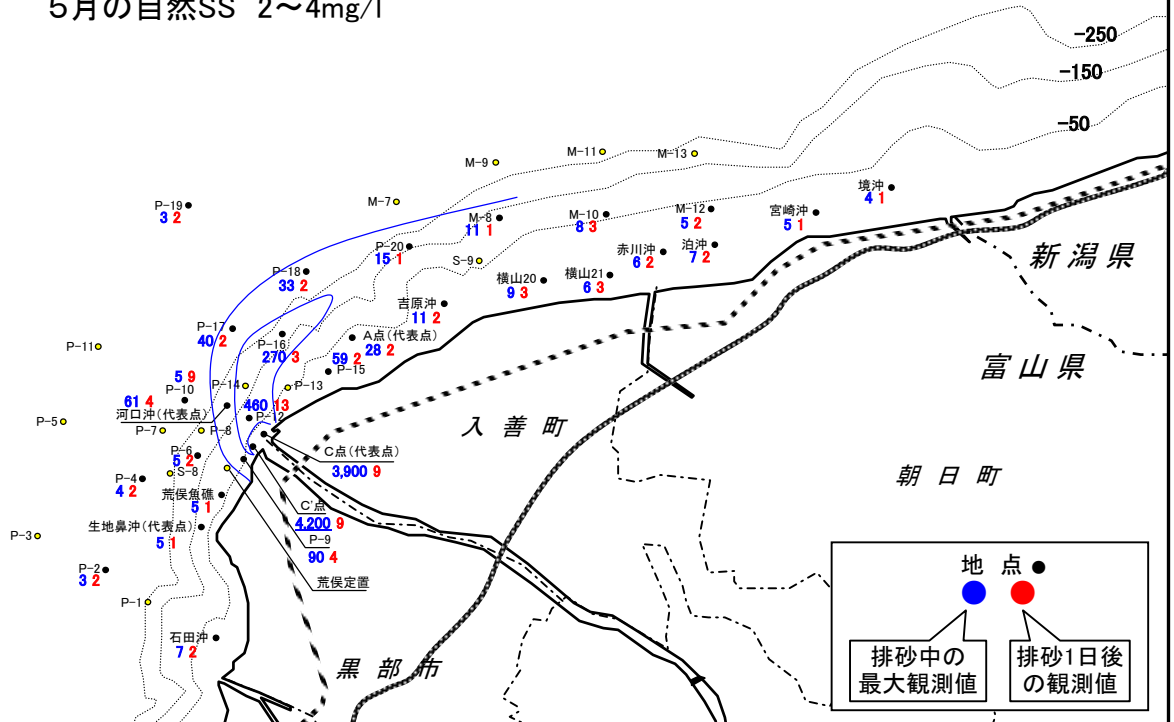 5月の自然SS 2～4mg/l
-250
-150
-50
M-11
M-13
M-9
境沖
4 1
P-19
3 2
M-7
M-8
11 1
M-10
8 3
M-12
5 2
宮崎沖
5 1
新潟県
P-20
15 1
S-9
赤川沖
6 2
泊沖
7 2
P-18
33 2
横山20
9 3
横山21
6 3
吉原沖
11 2
P-17
40 2
P-16
270 3
A点(代表点)
28 2
59 2
P-15
P-11
富山県
5 9
P-10
P-14
P-13
61 4
河口沖(代表点)
460 13
P-12
P-5
P-7
P-8
入善町
C点(代表点)
3,900 9
P-6
5 2
S-8
P-4
4 2
朝日町
荒俣魚礁
5 1
C'点
4,200 9
生地鼻沖(代表点)
5 1
P-3
P-9
90 4
P-2
3 2
荒俣定置
P-1
石田沖
7 2
黒部市
地点
排砂中の
最大観測値
排砂1日後
の観測値